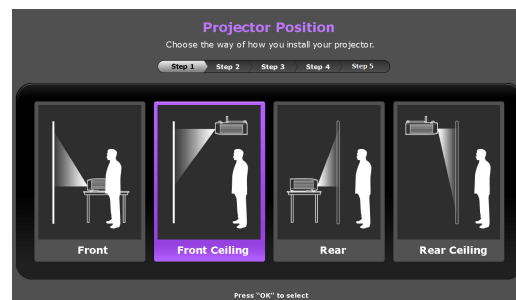 Projector Position
Choose the way of how you install your projector.
Step 1 Step 2 Step 3 Step 4 Step 5
Front Front Ceiling Rear Rear Ceiling
Press "OK" to select